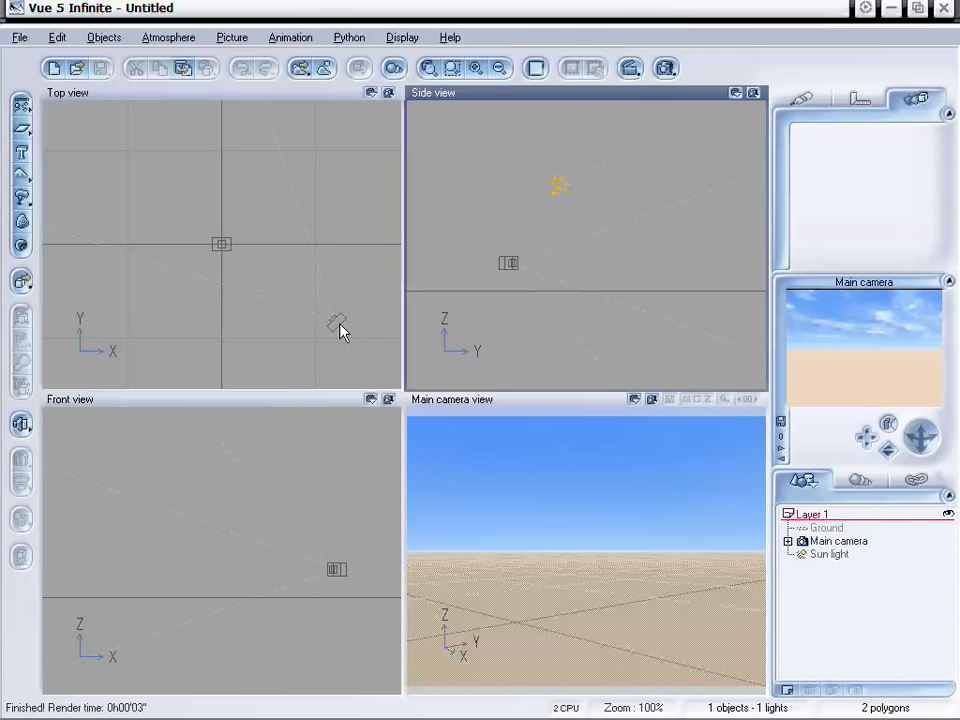 Vue 5 Infinite - Untitled
File Edit Objects Atmosphere Picture Animation Python Display Help
Top view
Side view
Y
X
Z
Y
Main camera
Front view
Main camera view
Z
X
Z
Y
X
Layer 1
Ground
Main camera
Sun light
Finished! Render time: 0h00'03"
2 CPU
Zoom : 100%
1 objects - 1 lights
2 polygons